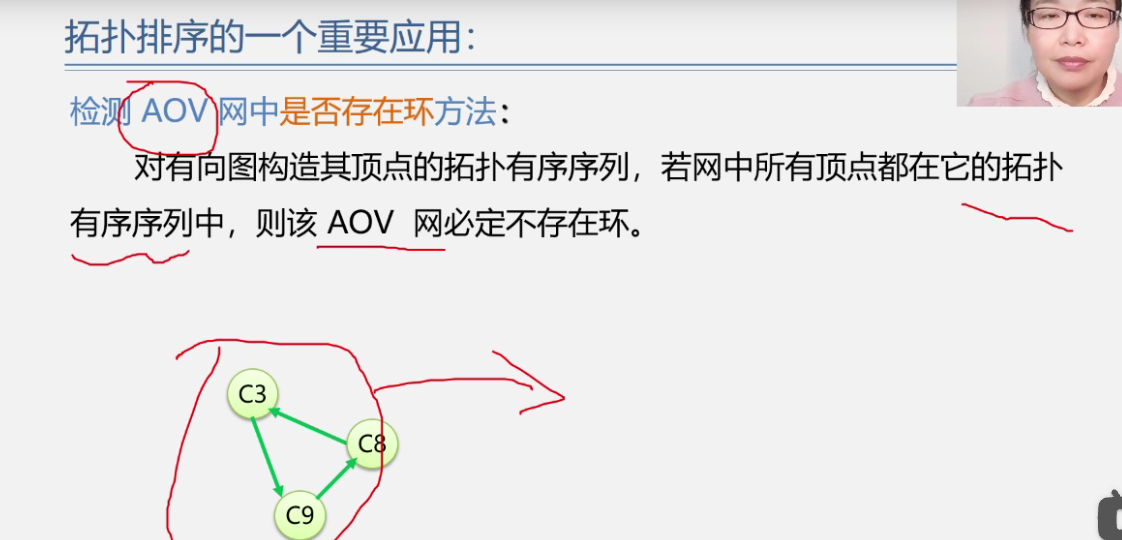 拓扑排序的一个重要应用：
检测 AOV 网中是否存在环方法：
对有向图构造其顶点的拓扑有序序列，若网中所有顶点都在它的拓扑
有序序列中，则该 AOV 网必定不存在环。
C3
C8
C9